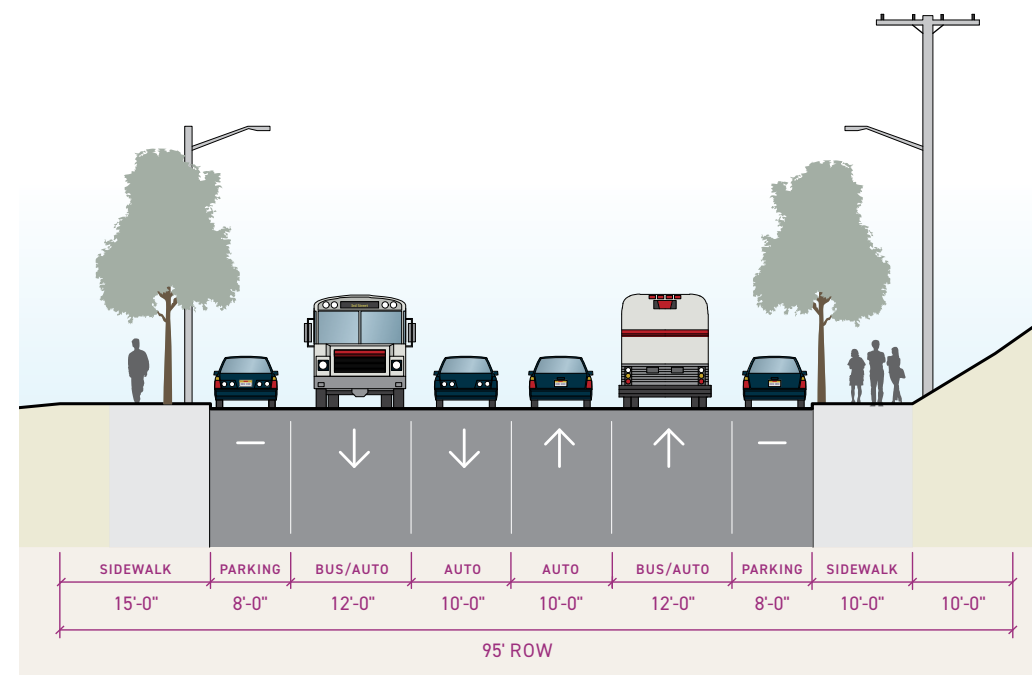 SIDEWALK PARKING BUS/AUTO AUTO AUTO BUS/AUTO PARKING SIDEWALK
15'-0" 8'-0" 12'-0" 10'-0" 10'-0" 12'-0" 8'-0" 10'-0" 10'-0"
95' ROW